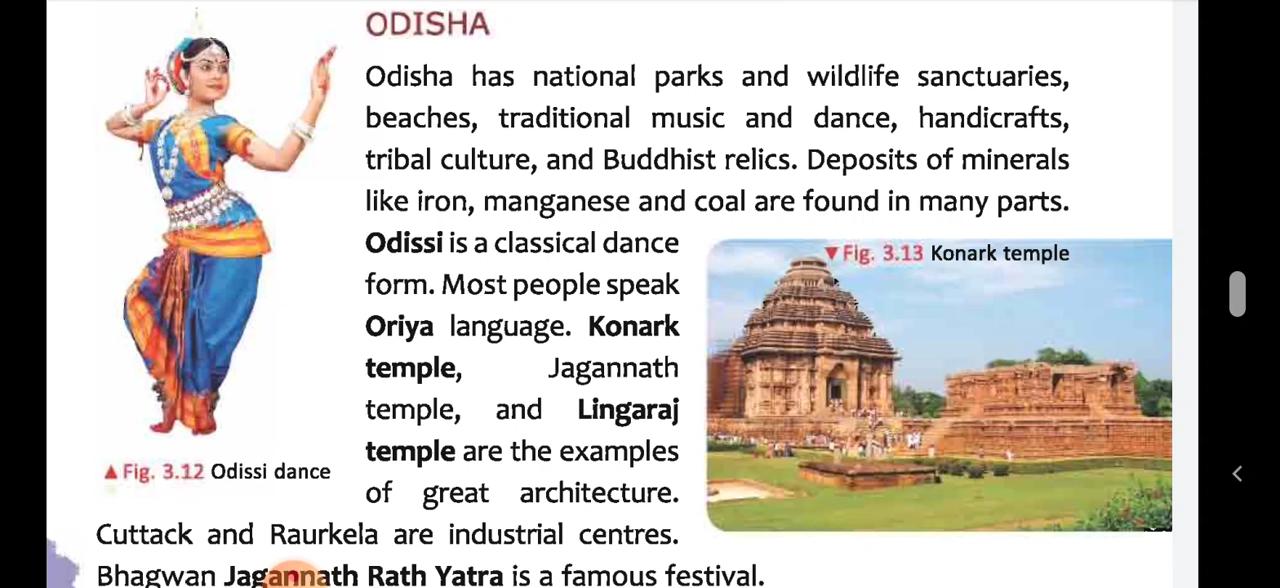 ODISHA
Odisha has national parks and wildlife sanctuaries,
beaches, traditional music and dance, handicrafts,
tribal culture, and Buddhist relics. Deposits of minerals
like iron, manganese and coal are found in many parts.
Odissi is a classical dance
form. Most people speak
Oriya language. Konark
temple, Jagannath
temple, and Lingaraj
temple are the examples
of great architecture.
Cuttack and Raurkela are industrial centres.
Bhagwan Jagannath Rath Yatra is a famous festival.
▲ Fig. 3.12 Odissi dance
▼ Fig. 3.13 Konark temple